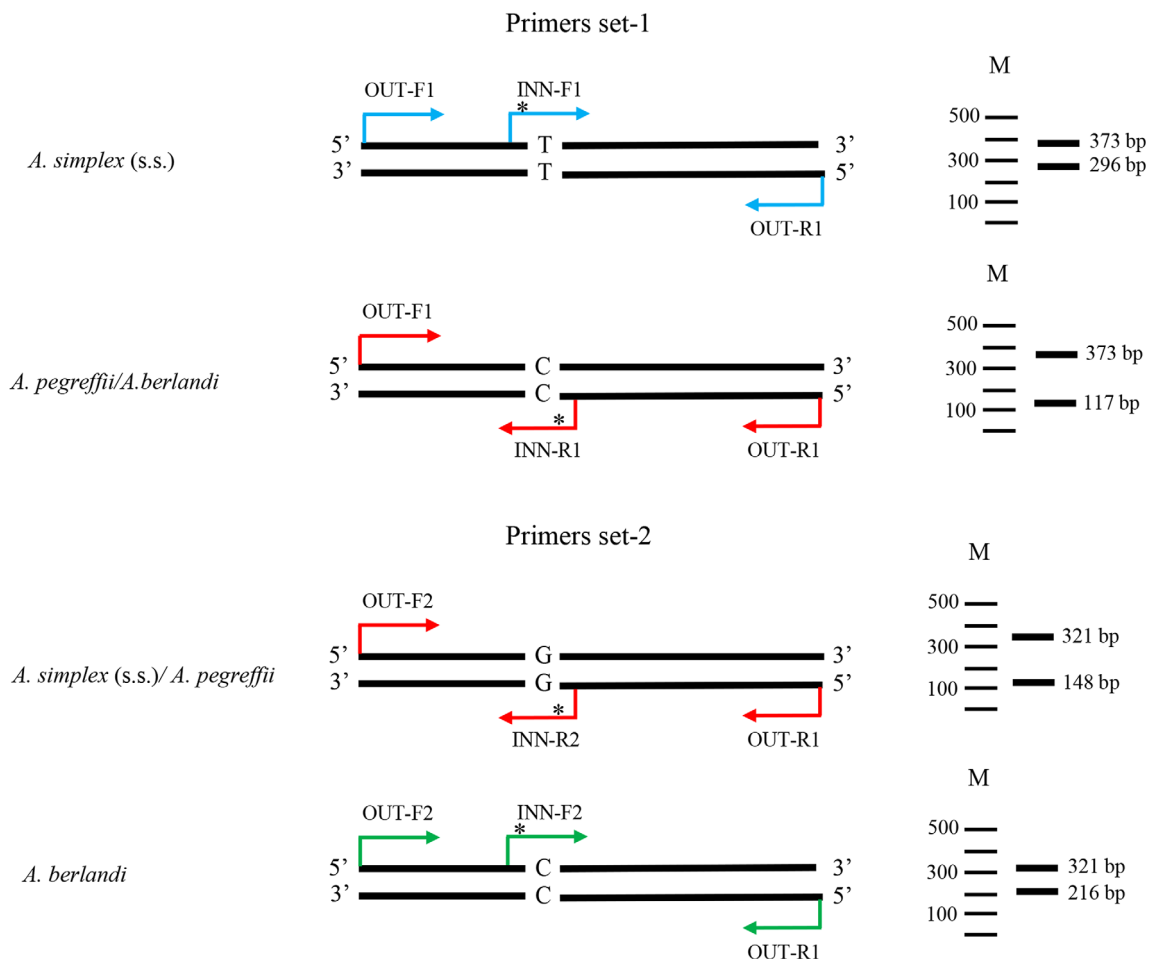 Primers set-1
M
OUT-F1
INN-F1
*
500
5’
T
3’
373 bp
A. simplex (s.s.)
300
296 bp
3’
T
5’
100
OUT-R1
M
OUT-F1
500
373 bp
5’
C
3’
300
A. pegreffii/A.berlandi
3’
C
5’
117 bp
100
*
INN-R1
OUT-R1
Primers set-2
M
OUT-F2
500
321 bp
5’
G
3’
300
A. simplex (s.s.)/ A. pegreffii
3’
G
5’
148 bp
100
*
INN-R2
OUT-R1
M
OUT-F2
INN-F2
*
500
5’
C
3’
321 bp
A. berlandi
300
216 bp
3’
C
5’
100
OUT-R1